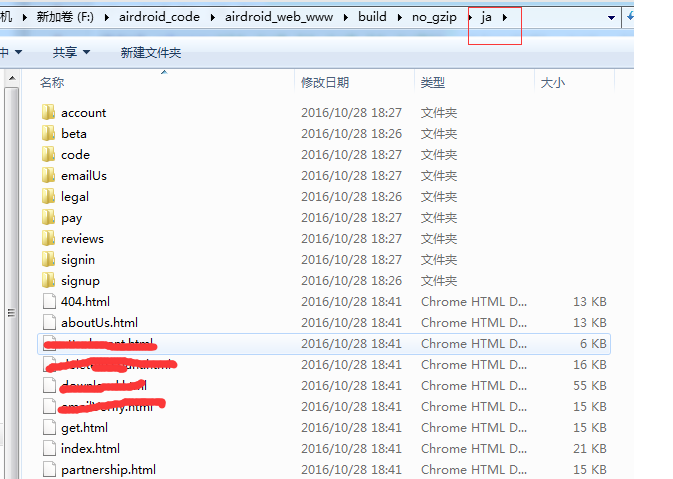 机 ▸ 新加卷 (F:) ▸ airdroid_code ▸ airdroid_web_www ▸ build ▸ no_gzip ▸ ja ▸
中 共享 新建文件夹
名称 修改日期 类型 大小
account 2016/10/28 18:27 文件夹
beta 2016/10/28 18:26 文件夹
code 2016/10/28 18:27 文件夹
emailUs 2016/10/28 18:27 文件夹
legal 2016/10/28 18:26 文件夹
pay 2016/10/28 18:27 文件夹
reviews 2016/10/28 18:27 文件夹
signin 2016/10/28 18:27 文件夹
signup 2016/10/28 18:26 文件夹
404.html 2016/10/28 18:41 Chrome HTML D... 13 KB
aboutUs.html 2016/10/28 18:41 Chrome HTML D... 13 KB
2016/10/28 18:41 Chrome HTML D... 6 KB
2016/10/28 18:41 Chrome HTML D... 16 KB
2016/10/28 18:41 Chrome HTML D... 55 KB
2016/10/28 18:41 Chrome HTML D... 15 KB
get.html 2016/10/28 18:41 Chrome HTML D... 15 KB
index.html 2016/10/28 18:41 Chrome HTML D... 21 KB
partnership.html 2016/10/28 18:41 Chrome HTML D... 15 KB